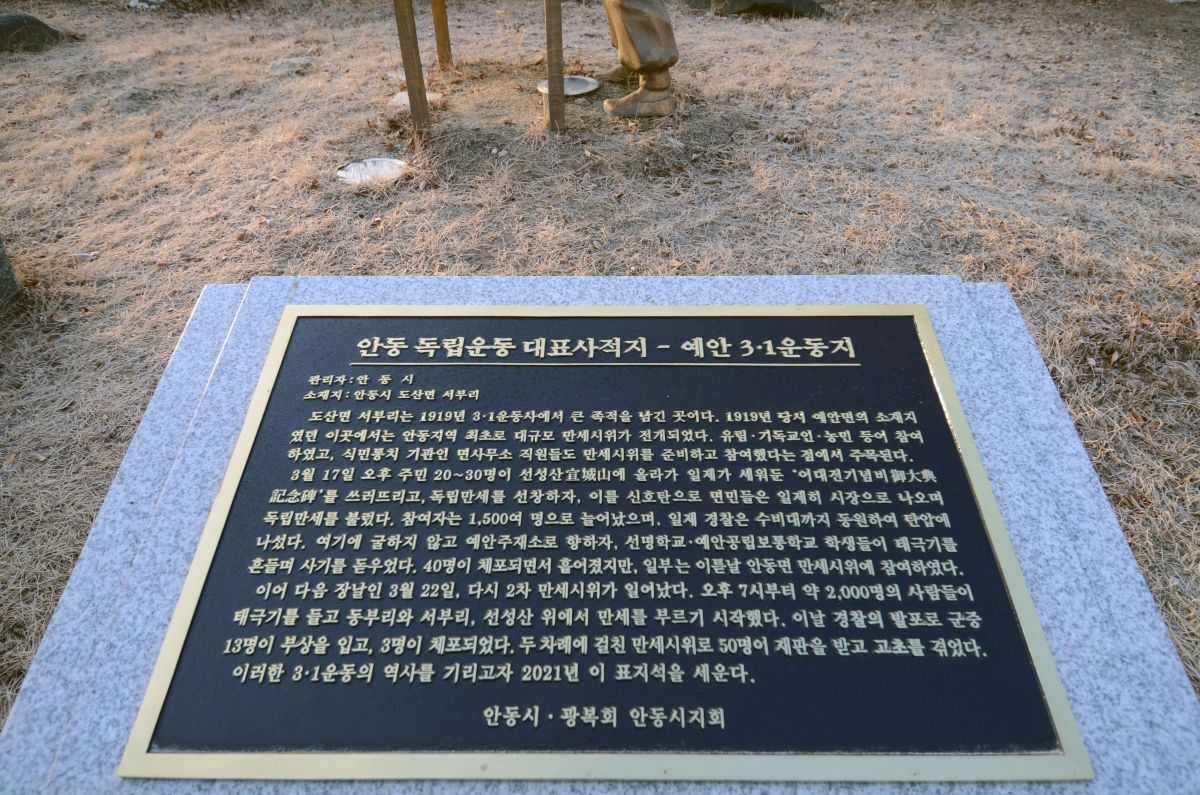 안동 독립운동 대표사적지 - 예안 3·1운동지
관리자 : 안 동 시
소재지 : 안동시 도산면 서부리
도산면 서부리는 1919년 3·1운동사에서 큰 족적을 남긴 곳이다. 1919년 당시 예안면의 소재지
였던 이곳에서는 안동지역 최초로 대규모 만세시위가 전개되었다. 유림·기독교인·농민 등이 참여
하였고, 식민통치 기관인 면사무소 직원들도 만세시위를 준비하고 참여했다는 점에서 주목된다.
3월 17일 오후 주민 20~30명이 선성산宣城山에 올라가 일제가 세워둔 '어대전기념비御大典
記念碑'를 쓰러뜨리고, 독립만세를 선창하자, 이를 신호탄으로 면민들은 일제히 시장으로 나오며
독립만세를 불렀다. 참여자는 1,500여 명으로 늘어났으며, 일제 경찰은 수비대까지 동원하여 탄압에
나섰다. 여기에 굴하지 않고 예안주재소로 향하자, 선명학교·예안공립보통학교 학생들이 태극기를
흔들며 사기를 돋우었다. 40명이 체포되면서 흩어졌지만, 일부는 이튿날 안동면 만세시위에 참여하였다.
이어 다음 장날인 3월 22일, 다시 2차 만세시위가 일어났다. 오후 7시부터 약 2,000명의 사람들이
태극기를 들고 동부리와 서부리, 선성산 위에서 만세를 부르기 시작했다. 이날 경찰의 발포로 군중
13명이 부상을 입고, 3명이 체포되었다. 두 차례에 걸친 만세시위로 50명이 재판을 받고 고초를 겪었다.
이러한 3·1운동의 역사를 기리고자 2021년 이 표지석을 세운다.
안동시 · 광복회 안동시지회